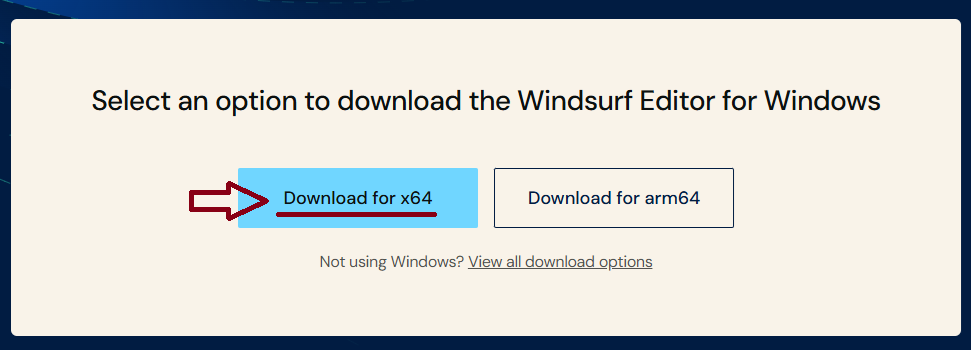 Select an option to download the Windsurf Editor for Windows
Download for x64
Download for arm64
Not using Windows? View all download options